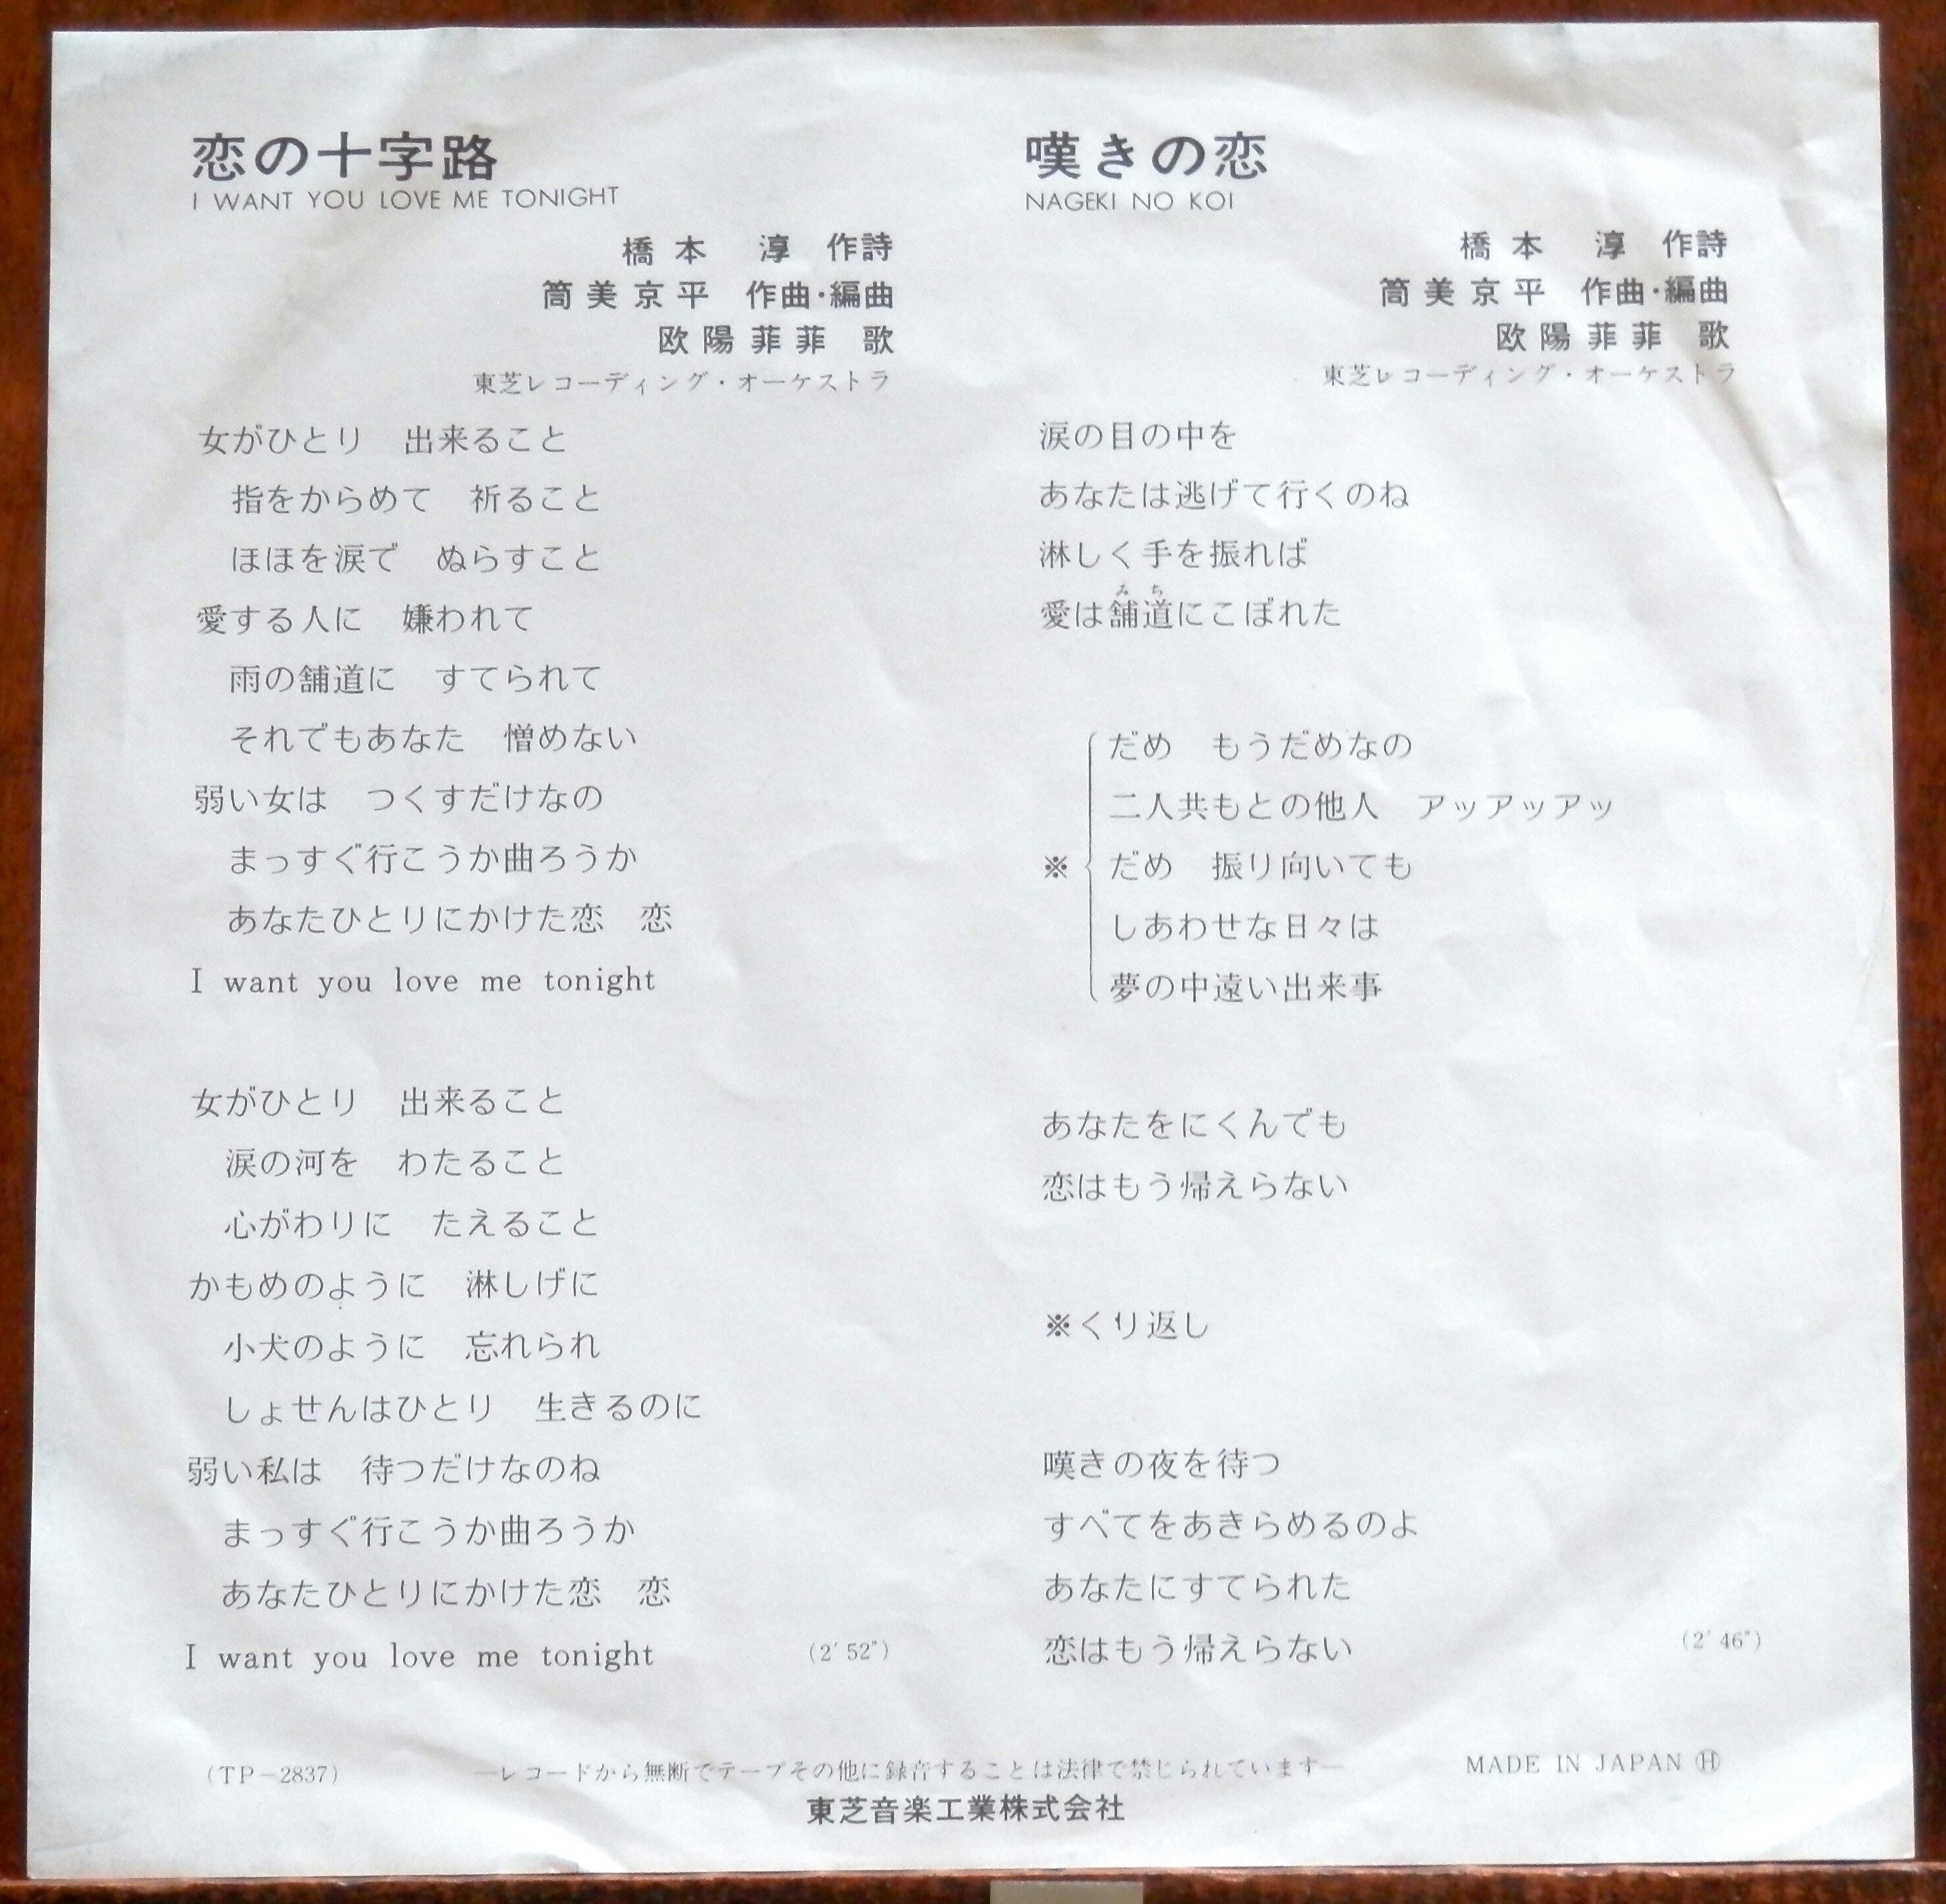 恋の十字路
I WANT YOU LOVE ME TONIGHT
橋本 淳 作詩
筒美京平 作曲・編曲
欧陽菲菲 歌
東芝レコーディング・オーケストラ
女がひとり 出来ること
指をからめて 祈ること
ほほを涙で ぬらすこと
愛する人に 嫌われて
雨の舗道に すてられて
それでもあなた 憎めない
弱い女は つくすだけなの
まっすぐ行こうか曲ろうか
あなたひとりにかけた恋 恋
I want you love me tonight
女がひとり 出来ること
涙の河を わたること
心がわりに たえること
かもめのように 淋しげに
小犬のように 忘れられ
しょせんはひとり 生きるのに
弱い私は 待つだけなのね
まっすぐ行こうか曲ろうか
あなたひとりにかけた恋 恋
I want you love me tonight (2′52″)
嘆きの恋
NAGEKI NO KOI
橋本 淳 作詩
筒美京平 作曲・編曲
欧陽菲菲 歌
東芝レコーディング・オーケストラ
涙の目の中を
あなたは逃げて行くのね
淋しく手を振れば
みち
愛は舗道にこぼれた
だめ もうだめなの
二人共もとの他人 アッアッアッ
※ だめ 振り向いても
しあわせな日々は
夢の中遠い出来事
あなたをにくんでも
恋はもう帰えらない
※くり返し
嘆きの夜を待つ
すべてをあきらめるのよ
あなたにすてられた
恋はもう帰えらない (2′46″)
(TP-2837) ―レコードから無断でテープその他に録音することは法律で禁じられています― MADE IN JAPAN Ⓗ
東芝音楽工業株式会社